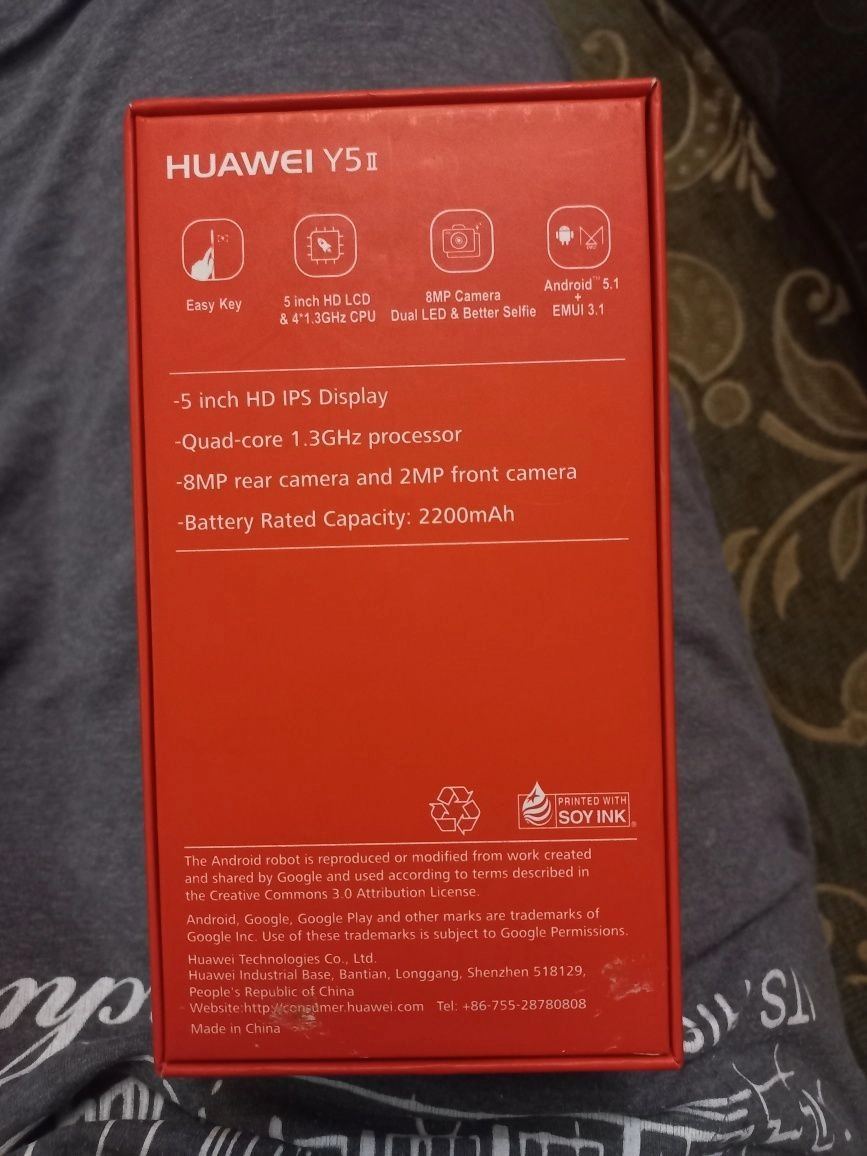 HUAWEI Y5 II
Easy Key
5 inch HD LCD
& 4*1.3GHz CPU
8MP Camera
Dual LED & Better Selfie
Android™ 5.1
+
EMUI 3.1
-5 inch HD IPS Display
-Quad-core 1.3GHz processor
-8MP rear camera and 2MP front camera
-Battery Rated Capacity: 2200mAh
PRINTED WITH
SOY INK
The Android robot is reproduced or modified from work created
and shared by Google and used according to terms described in
the Creative Commons 3.0 Attribution License.
Android, Google, Google Play and other marks are trademarks of
Google Inc. Use of these trademarks is subject to Google Permissions.
Huawei Technologies Co., Ltd.
Huawei Industrial Base, Bantian, Longgang, Shenzhen 518129,
People's Republic of China
Website:http://consumer.huawei.com Tel: +86-755-28780808
Made in China